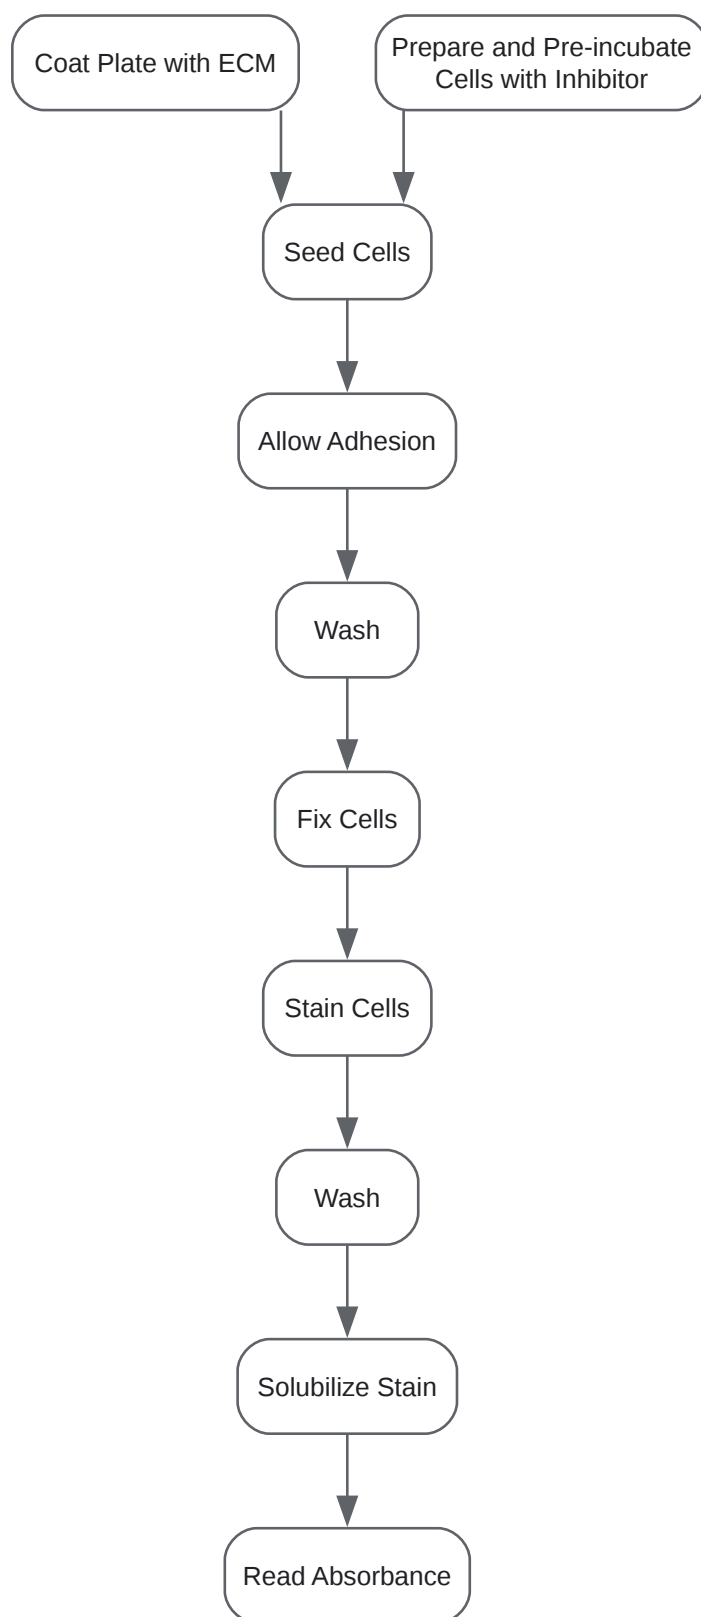 Coat Plate with ECM
Prepare and Pre-incubate
Cells with Inhibitor
Seed Cells
Allow Adhesion
Wash
Fix Cells
Stain Cells
Wash
Solubilize Stain
Read Absorbance